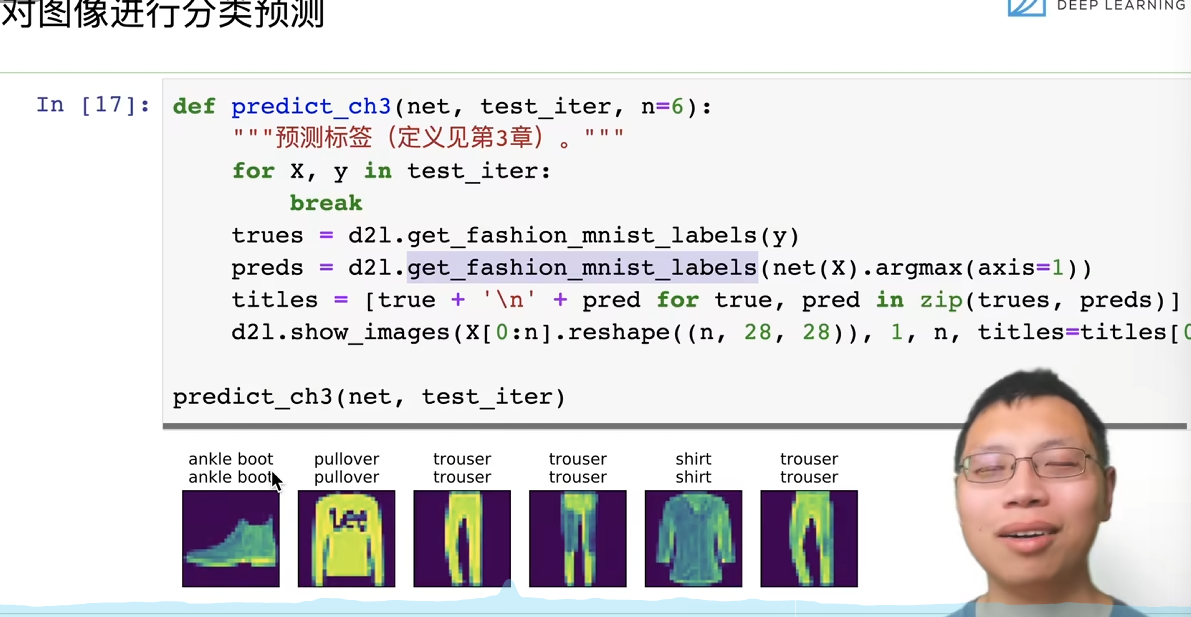 对图像进行分类预测
DEEP LEARNING
In [17]:
def predict_ch3(net, test_iter, n=6):
    """预测标签（定义见第3章）。"""
    for X, y in test_iter:
        break
    trues = d2l.get_fashion_mnist_labels(y)
    preds = d2l.get_fashion_mnist_labels(net(X).argmax(axis=1))
    titles = [true + '\n' + pred for true, pred in zip(trues, preds)]
    d2l.show_images(X[0:n].reshape((n, 28, 28)), 1, n, titles=titles[0
predict_ch3(net, test_iter)
ankle boot pullover trouser trouser shirt trouser
ankle boot pullover trouser trouser shirt trouser
Lee